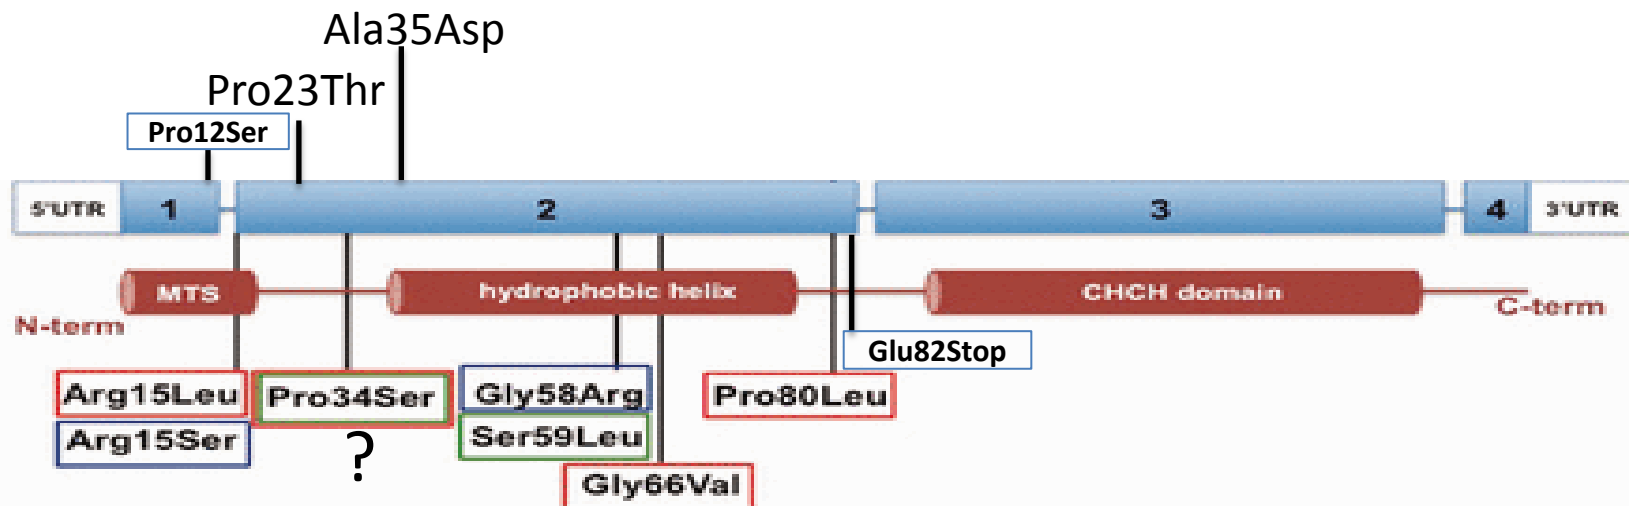 Ala35Asp
Pro23Thr
Pro12Ser
5'UTR 1 2 3 4 3'UTR
MTS hydrophobic helix CHCH domain
N-term C-term
Glu82Stop
Arg15Leu Pro34Ser Gly58Arg Pro80Leu
Arg15Ser ? Ser59Leu
Gly66Val